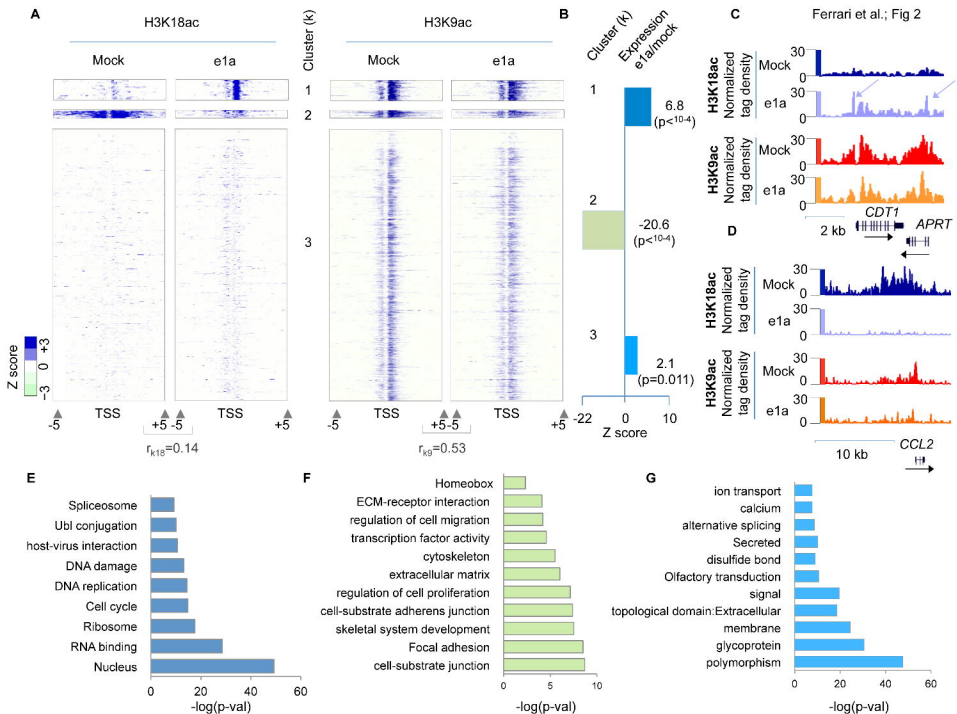 A
H3K18ac
H3K9ac
Mock
e1a
Cluster (k)
Mock
e1a
1
2
3
Z score
+3
0
−3
TSS
TSS
TSS
TSS
-5
+5
-5
+5
-5
+5
-5
+5
rk18=0.14
rk9=0.53
B
Cluster (k)
Expression
e1a/mock
1
6.8
(p<10-4)
2
-20.6
(p<10-4)
3
2.1
(p=0.011)
-22
0
10
Z score
C
Ferrari et al.; Fig 2
H3K18ac
Normalized
tag density
30
Mock
0
30
e1a
0
H3K9ac
Normalized
tag density
30
Mock
0
30
e1a
0
2 kb
CDT1
APRT
D
H3K18ac
Normalized
tag density
30
Mock
0
30
e1a
0
H3K9ac
Normalized
tag density
30
Mock
0
30
e1a
0
10 kb
CCL2
E
Spliceosome
Ubl conjugation
host-virus interaction
DNA damage
DNA replication
Cell cycle
Ribosome
RNA binding
Nucleus
0
20
40
60
-log(p-val)
F
Homeobox
ECM-receptor interaction
regulation of cell migration
transcription factor activity
cytoskeleton
extracellular matrix
regulation of cell proliferation
cell-substrate adherens junction
skeletal system development
Focal adhesion
cell-substrate junction
0
5
10
-log(p-val)
G
ion transport
calcium
alternative splicing
Secreted
disulfide bond
Olfactory transduction
signal
topological domain:Extracellular
membrane
glycoprotein
polymorphism
0
20
40
60
-log(p-val)